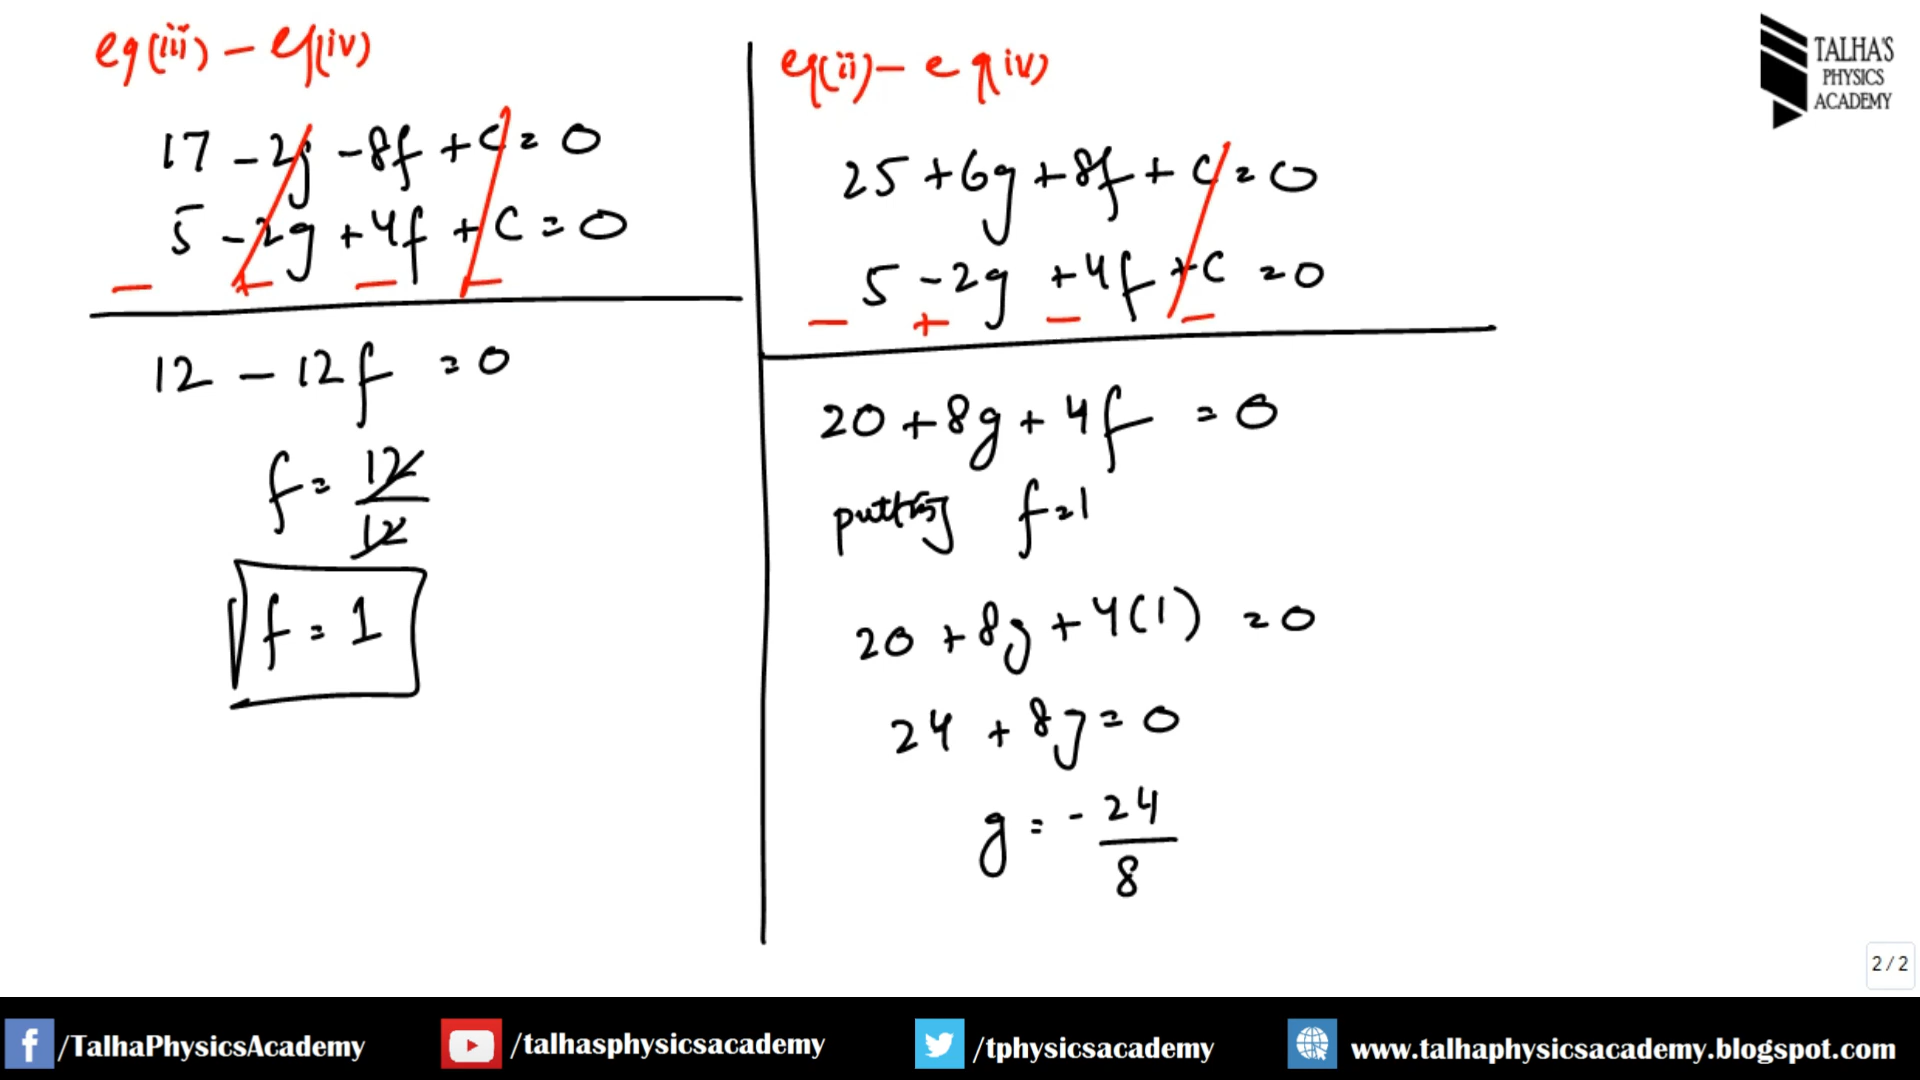 eq(iii) - eq(iv)
17 - 2g - 8f + c = 0
5 - 2g + 4f + c = 0
- + - -
12 - 12f = 0
f = 12/12
f = 1
eq(ii) - eq(iv)
25 + 6g + 8f + c = 0
5 - 2g + 4f + c = 0
- + - -
20 + 8g + 4f = 0
putting f = 1
20 + 8g + 4(1) = 0
24 + 8g = 0
g = - 24/8
TALHA'S
PHYSICS
ACADEMY
2 / 2
/TalhaPhysicsAcademy
/talhasphysicsacademy
/tphysicsacademy
www.talhaphysicsacademy.blogspot.com